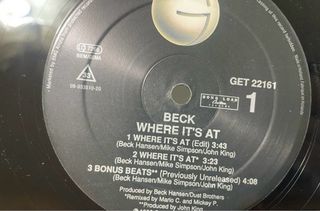 GET 22161
BONG LOAD
1
33
BECK
WHERE IT'S AT
1 WHERE IT'S AT (Edit) 3:43
(Beck Hansen/Mike Simpson/John King)
2 WHERE IT'S AT* 3:23
(Beck Hansen/Mike Simpson/John King)
3 BONUS BEATS** (Previously Unreleased) 4:08
(Beck Hansen/Mike Simpson/John King)
Produced by Beck Hansen/Dust Brothers
*Remixed by Mario C. and Mickey P.
**Produced by John King